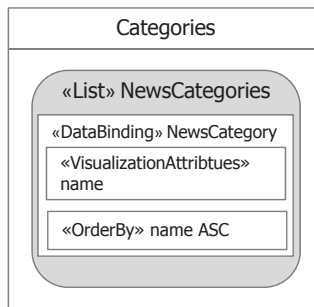 Categories
«List» NewsCategories
«DataBinding» NewsCategory
«VisualizationAttribtues»
name
«OrderBy» name ASC